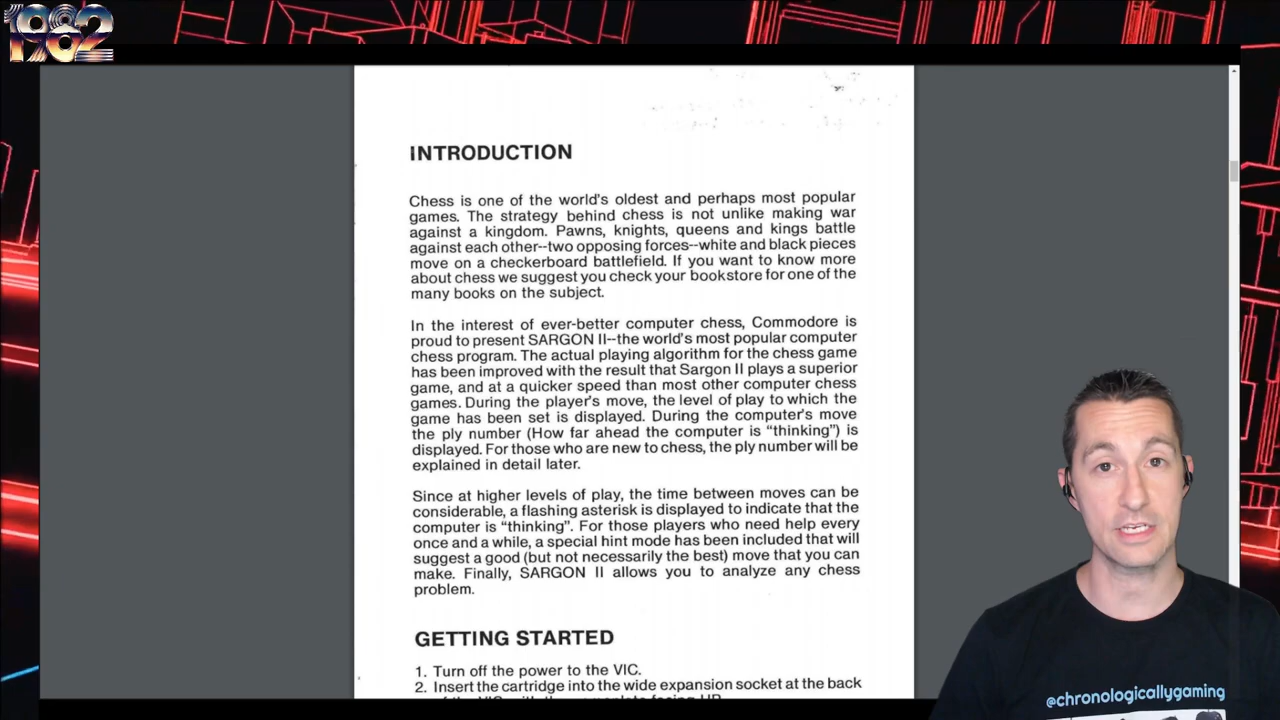 1982
INTRODUCTION
Chess is one of the world's oldest and perhaps most popular
games. The strategy behind chess is not unlike making war
against a kingdom. Pawns, knights, queens and kings battle
against each other--two opposing forces--white and black pieces
move on a checkerboard battlefield. If you want to know more
about chess we suggest you check your bookstore for one of the
many books on the subject.
In the interest of ever-better computer chess, Commodore is
proud to present SARGON II--the world's most popular computer
chess program. The actual playing algorithm for the chess game
has been improved with the result that Sargon II plays a superior
game, and at a quicker speed than most other computer chess
games. During the player's move, the level of play to which the
game has been set is displayed. During the computer's move
the ply number (How far ahead the computer is "thinking") is
displayed. For those who are new to chess, the ply number will be
explained in detail later.
Since at higher levels of play, the time between moves can be
considerable, a flashing asterisk is displayed to indicate that the
computer is "thinking". For those players who need help every
once and a while, a special hint mode has been included that will
suggest a good (but not necessarily the best) move that you can
make. Finally, SARGON II allows you to analyze any chess
problem.
GETTING STARTED
1. Turn off the power to the VIC.
2. Insert the cartridge into the wide expansion socket at the back
@chronologicallygaming